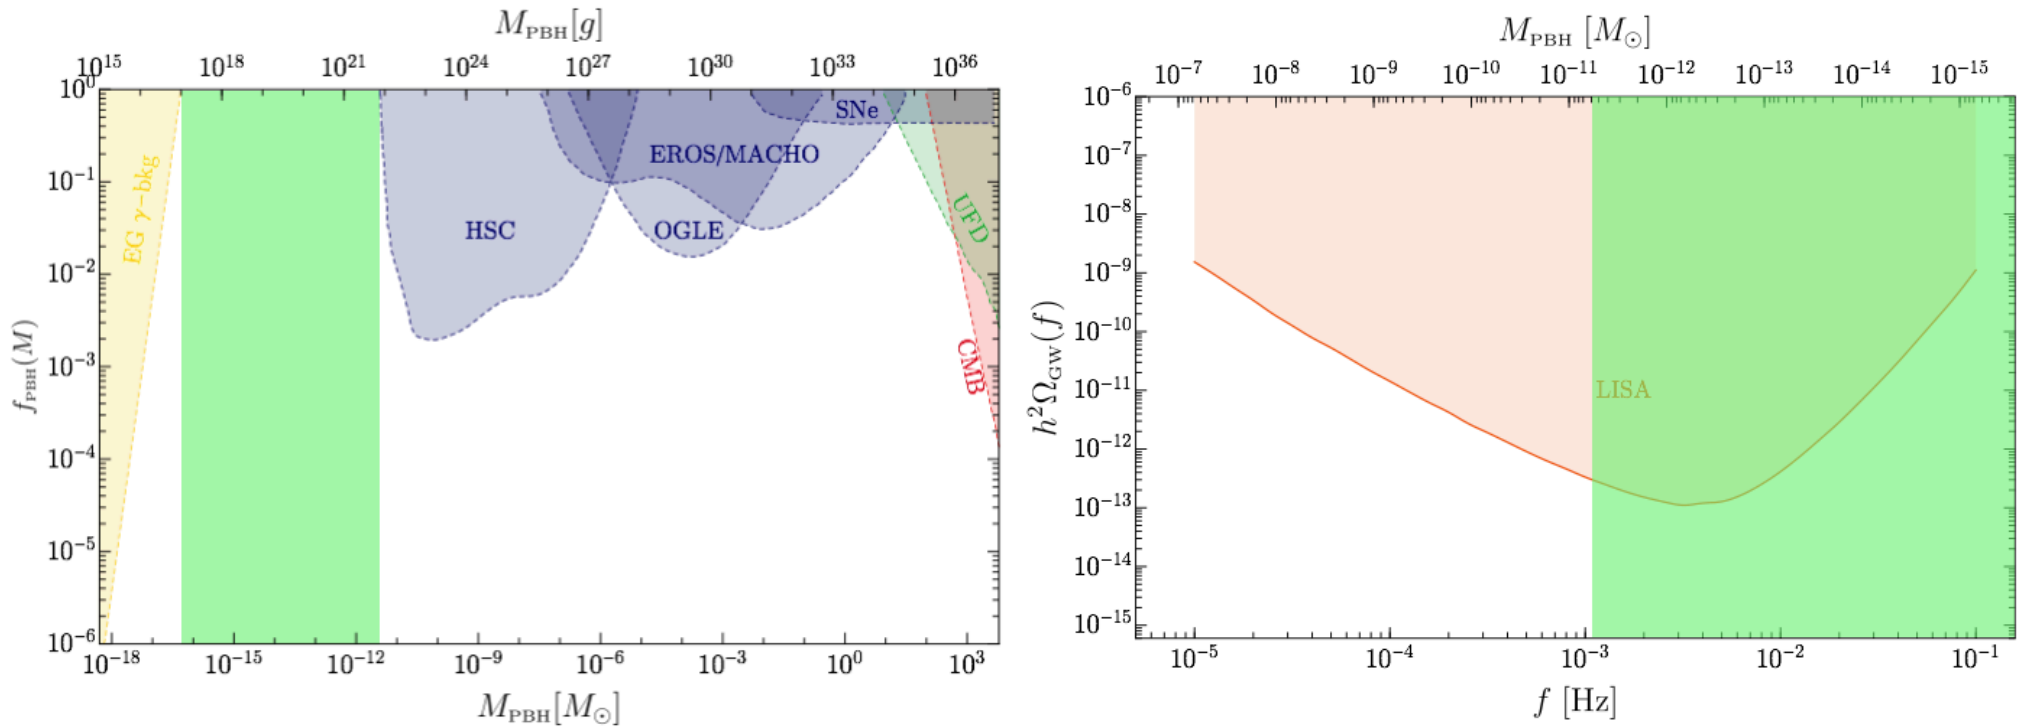 M_PBH[g]
10^15 10^18 10^21 10^24 10^27 10^30 10^33 10^36
10^0
10^-1
10^-2
10^-3
10^-4
10^-5
10^-6
f_PBH(M)
EG γ-bkg
HSC
EROS/MACHO
OGLE
SNe
UFD
CMB
10^-18 10^-15 10^-12 10^-9 10^-6 10^-3 10^0 10^3
M_PBH[M_⊙]
M_PBH [M_⊙]
10^-7 10^-8 10^-9 10^-10 10^-11 10^-12 10^-13 10^-14 10^-15
10^-6
10^-7
10^-8
10^-9
10^-10
10^-11
10^-12
10^-13
10^-14
10^-15
h^2Ω_GW(f)
LISA
10^-5 10^-4 10^-3 10^-2 10^-1
f [Hz]